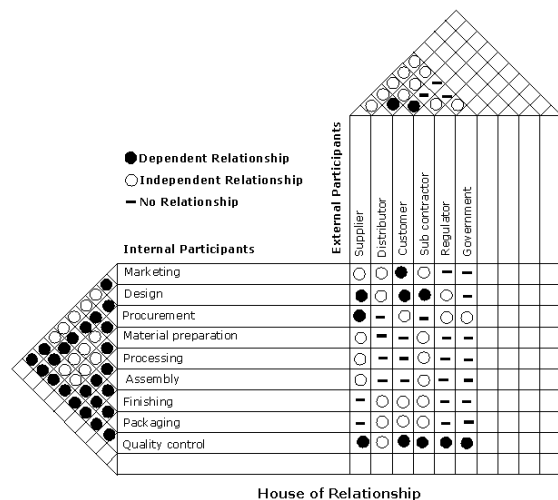 Dependent Relationship
Independent Relationship
No Relationship
External Participants
Supplier
Distributor
Customer
Sub contractor
Regulator
Government
Internal Participants
Marketing
Design
Procurement
Material preparation
Processing
Assembly
Finishing
Packaging
Quality control
House of Relationship